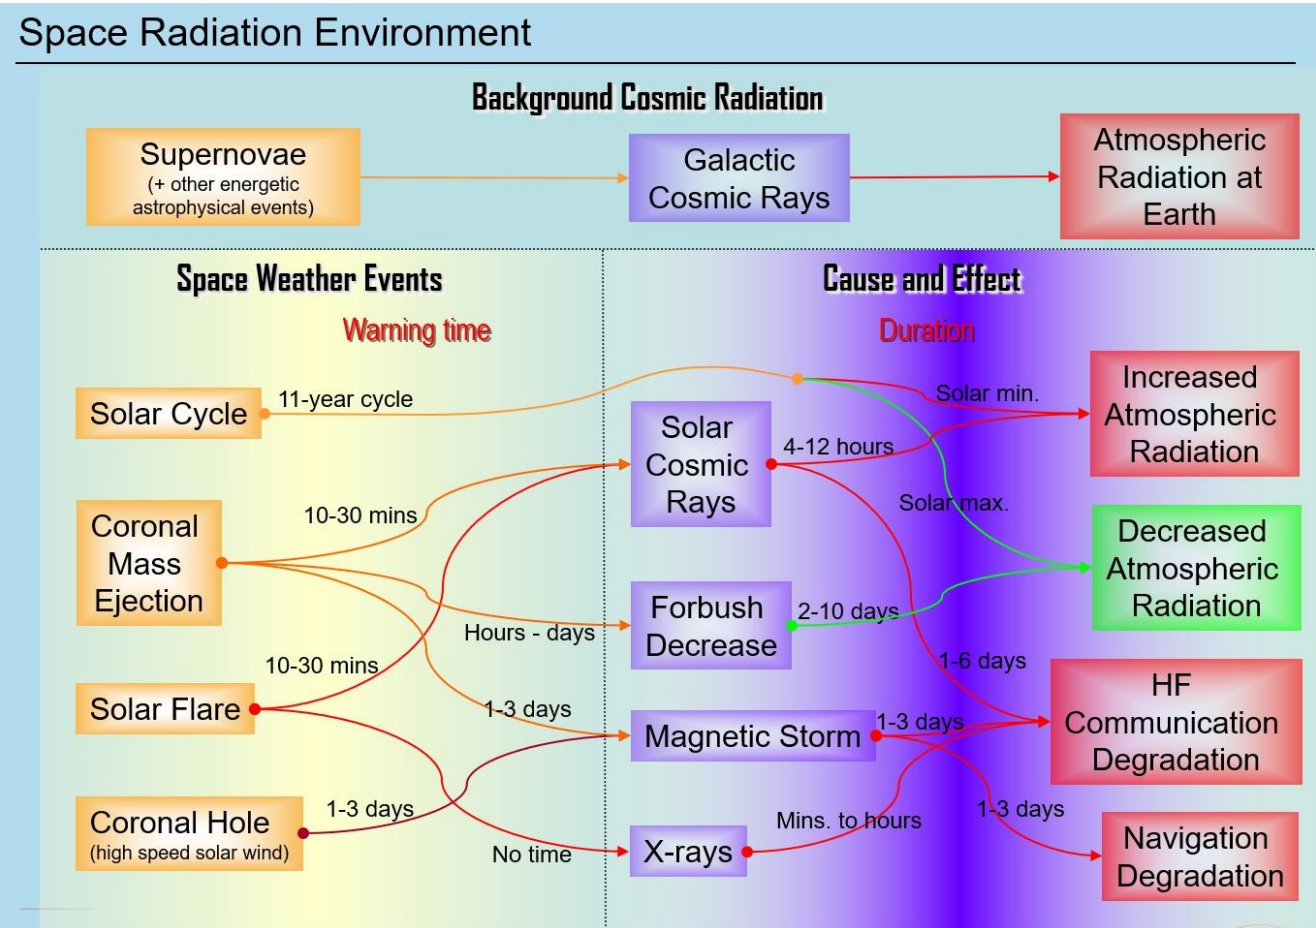 Space Radiation Environment
Background Cosmic Radiation
Supernovae
(+ other energetic
astrophysical events)
Galactic
Cosmic Rays
Atmospheric
Radiation at
Earth
Space Weather Events
Warning time
Cause and Effect
Duration
Solar Cycle
11-year cycle
Coronal
Mass
Ejection
10-30 mins
Hours - days
1-3 days
Solar Flare
10-30 mins
No time
Coronal Hole
(high speed solar wind)
1-3 days
Solar
Cosmic
Rays
4-12 hours
1-6 days
Solar min.
Solar max.
Forbush
Decrease
2-10 days
Magnetic Storm
1-3 days
1-3 days
X-rays
Mins. to hours
Increased
Atmospheric
Radiation
Decreased
Atmospheric
Radiation
HF
Communication
Degradation
Navigation
Degradation